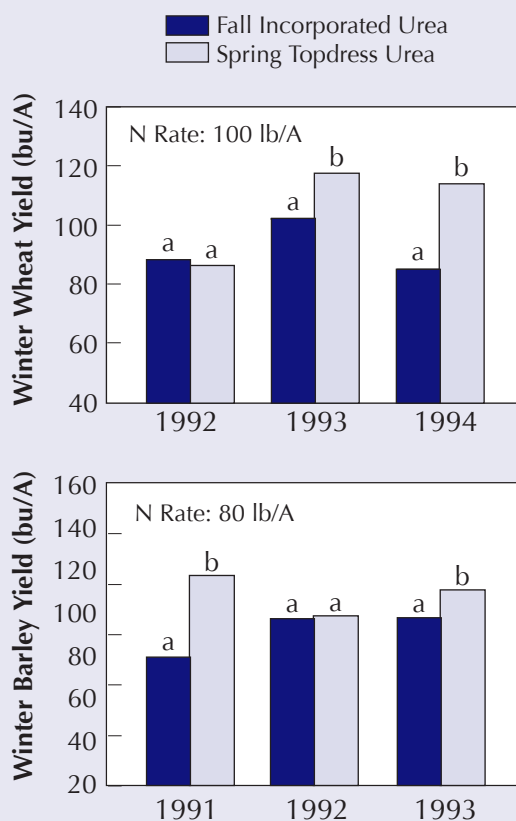 Fall Incorporated Urea
Spring Topdress Urea
Winter Wheat Yield (bu/A)
140
120
100
80
60
40
N Rate: 100 lb/A
a
a
a
b
a
b
1992
1993
1994
Winter Barley Yield (bu/A)
160
140
120
100
80
60
40
20
N Rate: 80 lb/A
a
b
a
a
a
b
1991
1992
1993